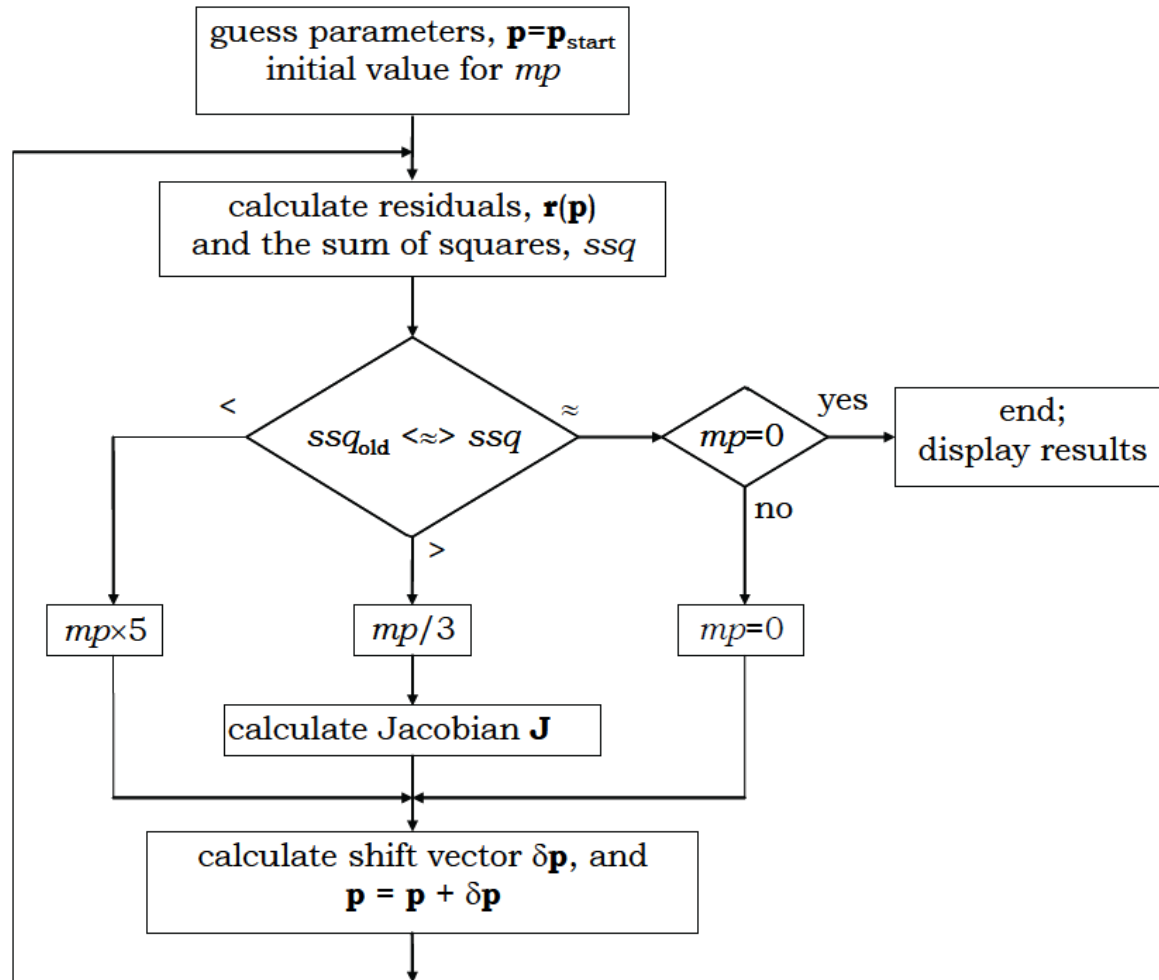 guess parameters, p=pstart
initial value for mp
calculate residuals, r(p)
and the sum of squares, ssq
<
≈
ssqold <≈> ssq
>
mp=0
yes
no
end;
display results
mp×5
mp/3
mp=0
calculate Jacobian J
calculate shift vector δp, and
p = p + δp